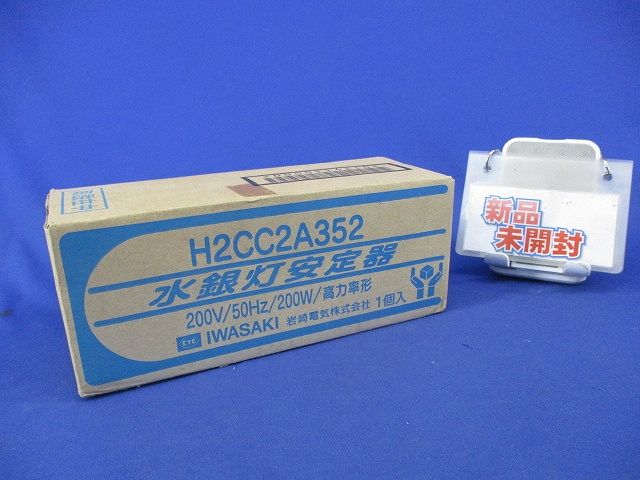 H2CC2A352
水銀灯安定器
200V/50Hz/200W/高力率形
EYE IWASAKI 岩崎電気株式会社 1個入
新品
未開封